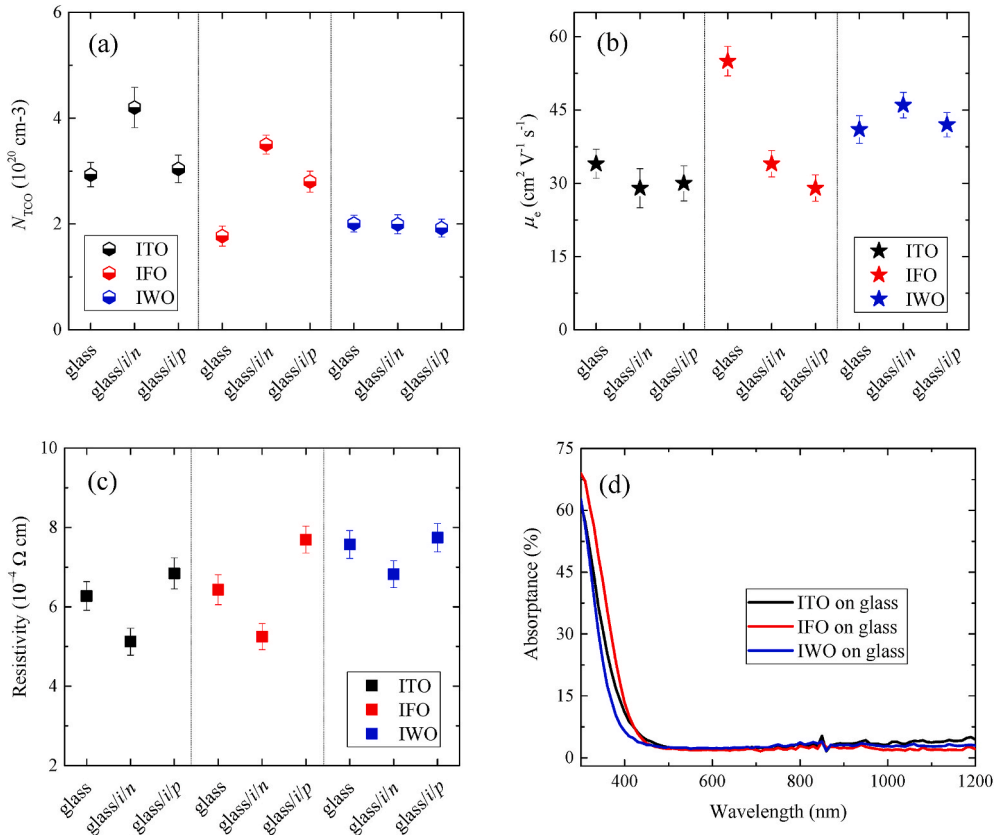 (a)
N_TCO (10^20 cm-3)
6
4
2
0
ITO
IFO
IWO
glass
glass/i/n
glass/i/p
glass
glass/i/n
glass/i/p
glass
glass/i/n
glass/i/p
(b)
μ_e (cm² V⁻¹ s⁻¹)
60
45
30
15
0
ITO
IFO
IWO
glass
glass/i/n
glass/i/p
glass
glass/i/n
glass/i/p
glass
glass/i/n
glass/i/p
(c)
Resistivity (10⁻⁴ Ω cm)
10
8
6
4
2
ITO
IFO
IWO
glass
glass/i/n
glass/i/p
glass
glass/i/n
glass/i/p
glass
glass/i/n
glass/i/p
(d)
Absorptance (%)
75
60
45
30
15
0
ITO on glass
IFO on glass
IWO on glass
400
600
800
1000
1200
Wavelength (nm)